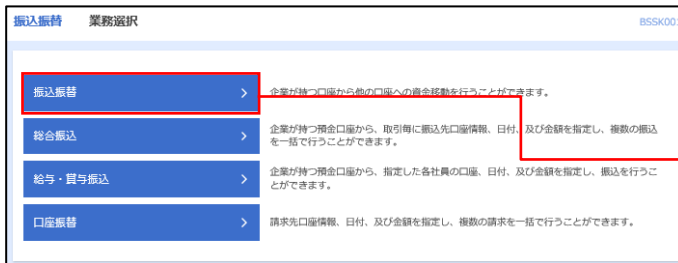 振込振替 業務選択 BSSK001
振込振替 企業が持つ口座から他の口座への資金移動を行うことができます。
総合振込 企業が持つ預金口座から、取引毎に振込先口座情報、日付、及び金額を指定し、複数の振込
を一括で行うことができます。
給与・賞与振込 企業が持つ預金口座から、指定した各社員の口座、日付、及び金額を指定し、振込を行うこ
とができます。
口座振替 請求先口座情報、日付、及び金額を指定し、複数の請求を一括で行うことができます。